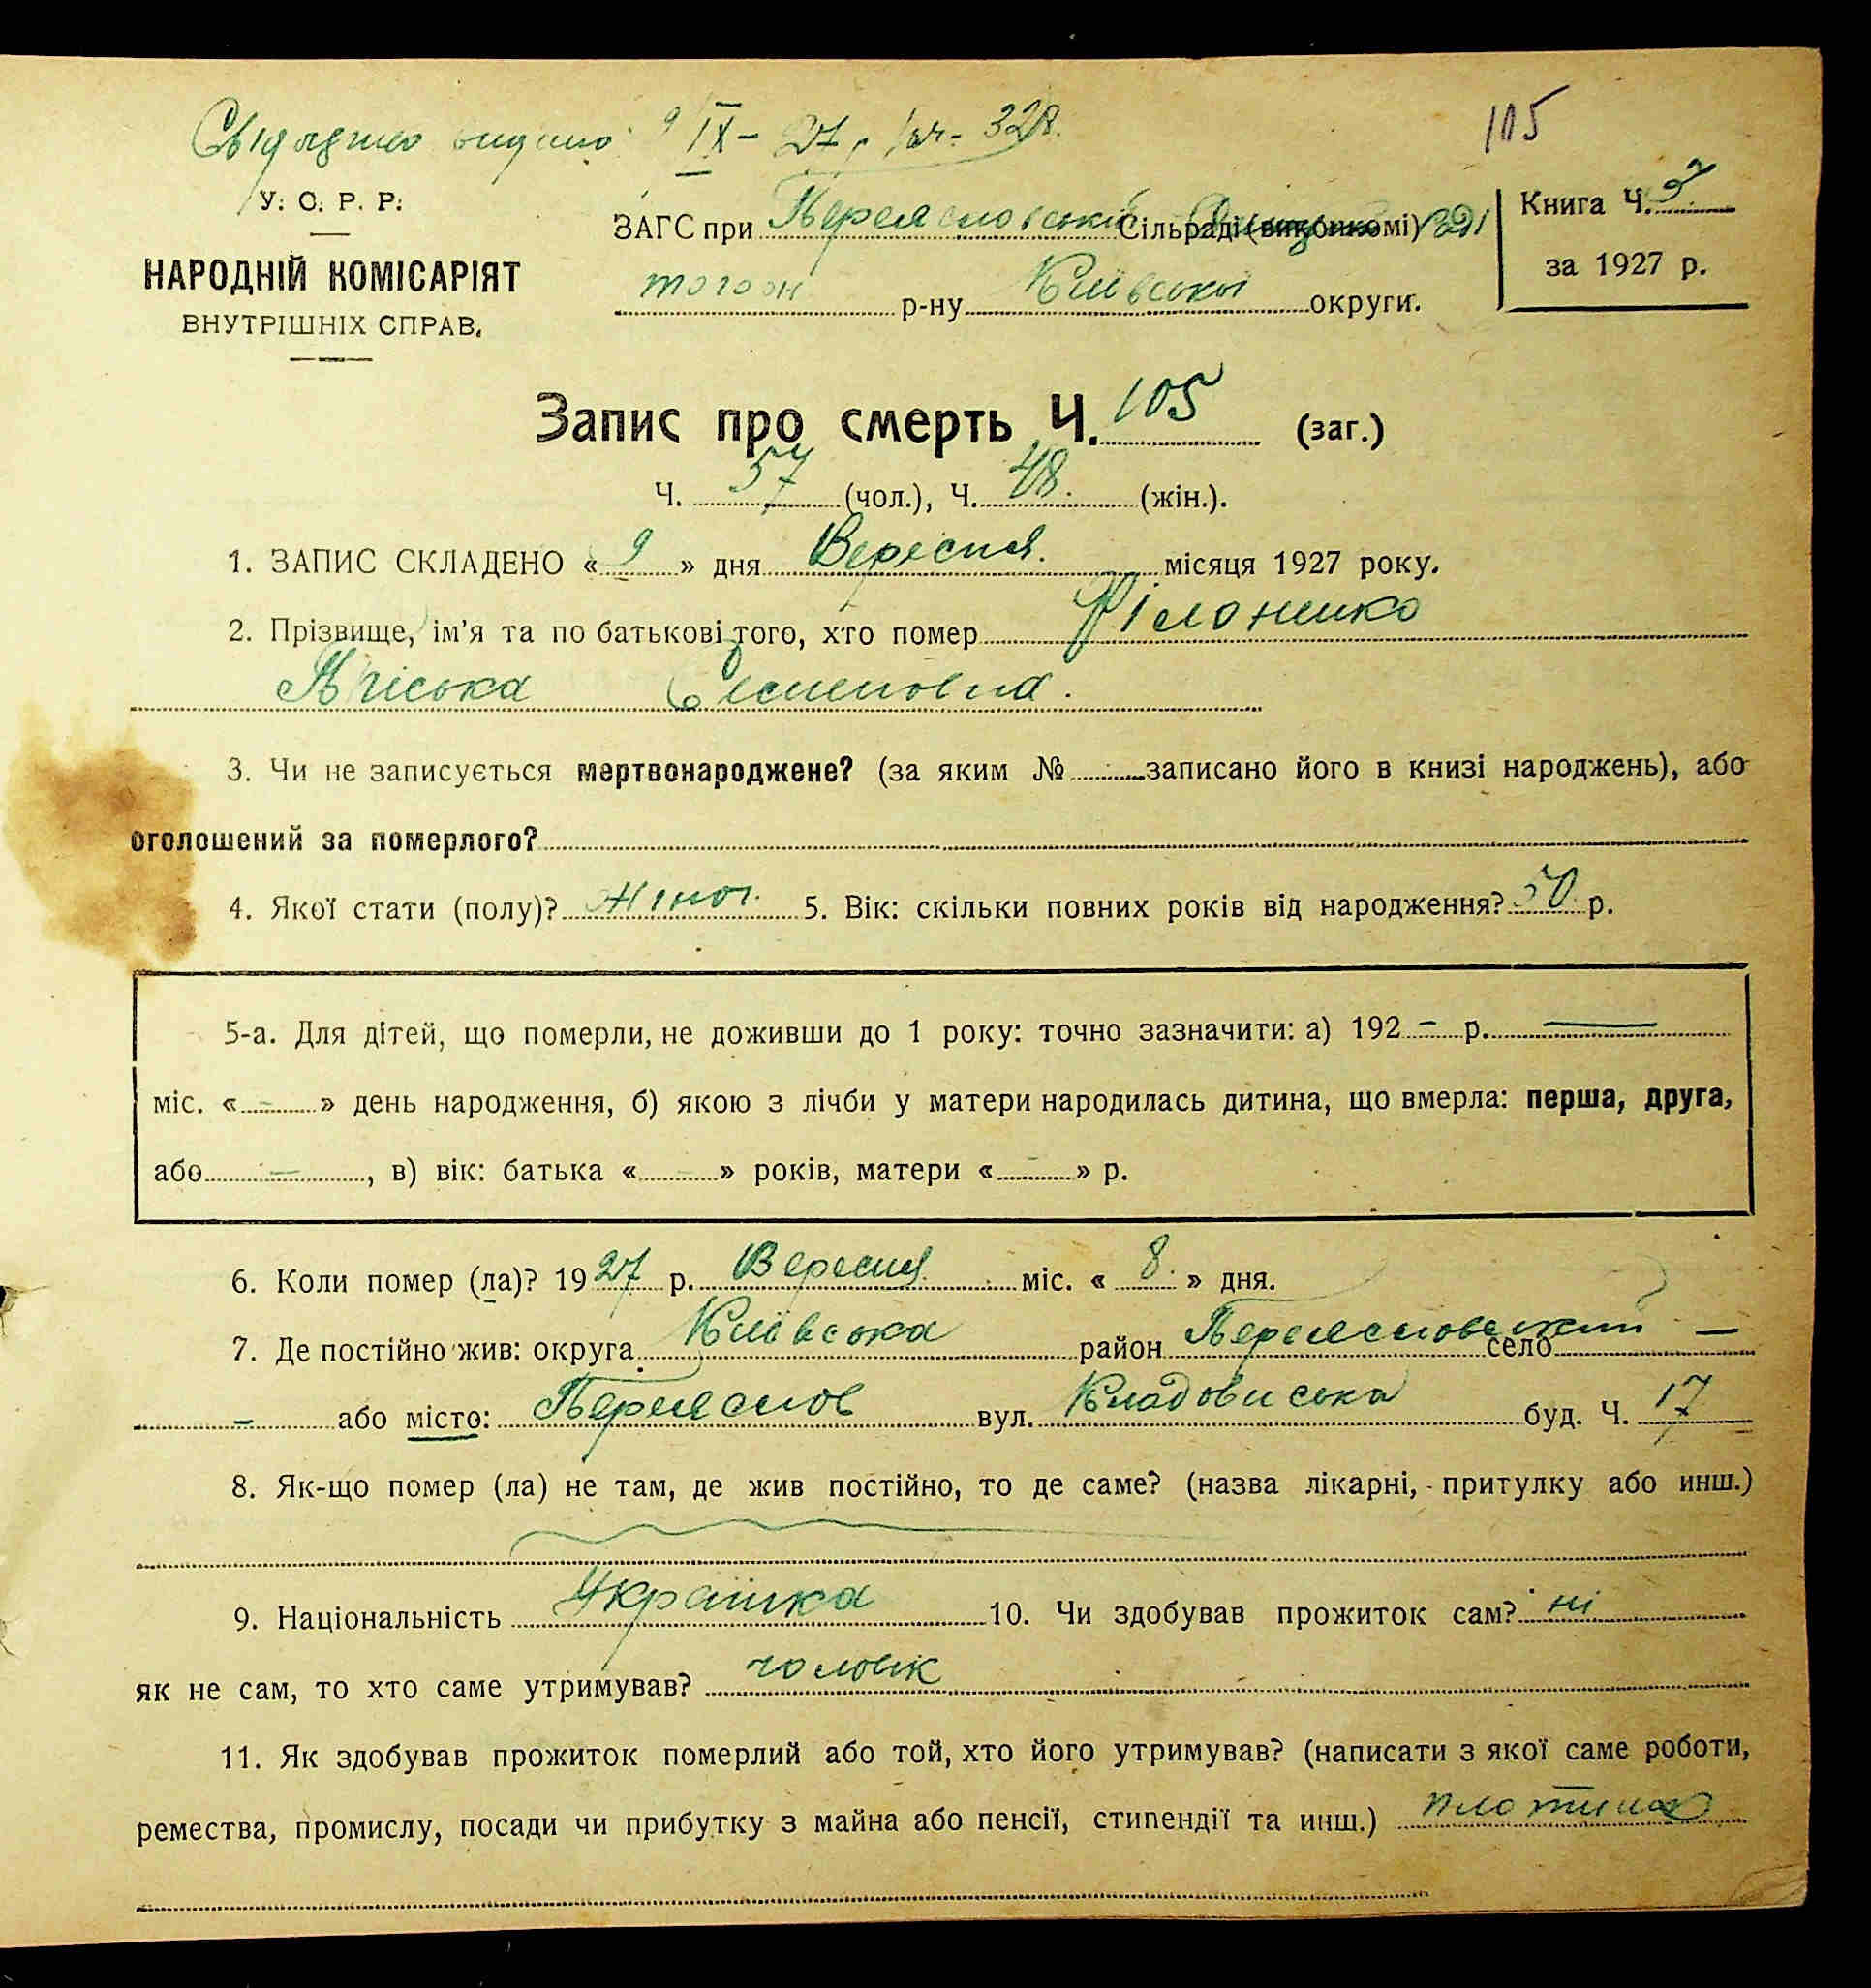 видано 9/IX – 27 р. 328.
105
У. С. Р. Р.
НАРОДНІЙ КОМІСАРІЯТ
ВНУТРІШНІХ СПРАВ.
ЗАГС при Переясловські Сільраді (виконкомі)
того ж р-ну Київської округи.
Книга Ч.
за 1927 р.
Запис про смерть Ч. 105 (заг.)
Ч. 57 (чол.), Ч. 48. (жін.).
1. ЗАПИС СКЛАДЕНО « 9 » дня Вересня. місяця 1927 року.
2. Прізвище, ім'я та по батькові того, хто помер Філоненко
3. Чи не записується мертвонароджене? (за яким № записано його в книзі народжень), або
оголошений за померлого?
4. Якої стати (полу)? жіноч. 5. Вік: скільки повних років від народження? 50 р.
5-а. Для дітей, що померли, не доживши до 1 року: точно зазначити: а) 192 – р. —
міс. « – » день народження, б) якою з лічби у матери народилась дитина, що вмерла: перша, друга,
або — , в) вік: батька « – » років, матери « – » р.
6. Коли помер (ла)? 1927 р. Вересня міс. « 8. » дня.
7. Де постійно жив: округа Київська район Переясловський село —
– або місто: Переяслов вул. Кладовиська буд. Ч. 17
8. Як-що помер (ла) не там, де жив постійно, то де саме? (назва лікарні, притулку або инш.)
9. Національність Українка 10. Чи здобував прожиток сам? ні
як не сам, то хто саме утримував? чоловік
11. Як здобував прожиток померлий або той, хто його утримував? (написати з якої саме роботи,
ремества, промислу, посади чи прибутку з майна або пенсії, стипендії та инш.)